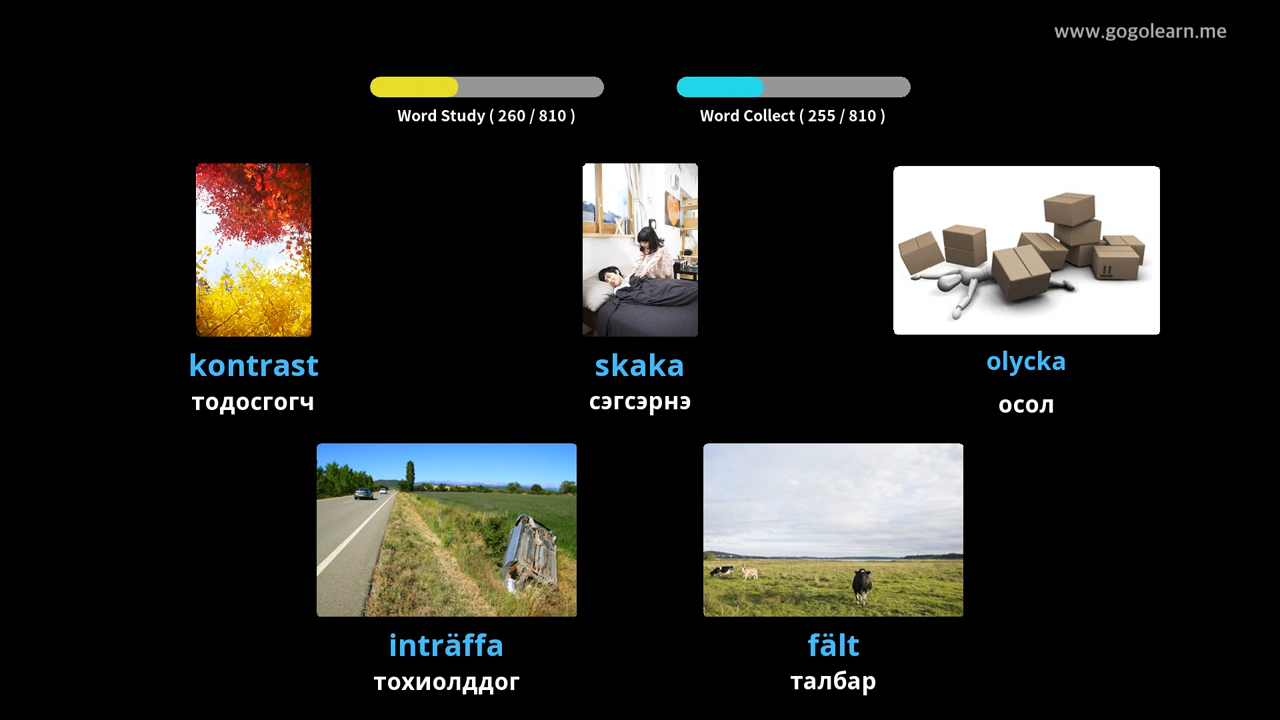 www.gogolearn.me
Word Study ( 260 / 810 )
Word Collect ( 255 / 810 )
kontrast
тодосгогч
skaka
сэгсэрнэ
olycka
осол
inträffa
тохиолддог
fält
талбар